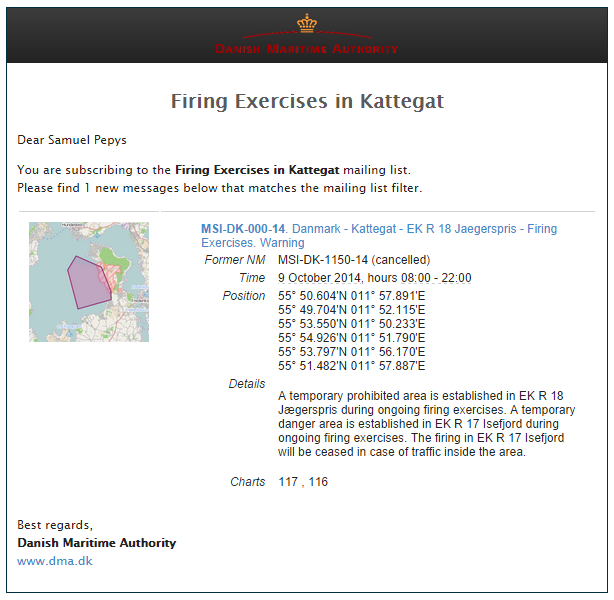 DANISH MARITIME AUTHORITY
Firing Exercises in Kattegat
Dear Samuel Pepys
You are subscribing to the Firing Exercises in Kattegat mailing list.
Please find 1 new messages below that matches the mailing list filter.
MSI-DK-000-14. Danmark - Kattegat - EK R 18 Jaegerspris - Firing
Exercises. Warning
Former NM MSI-DK-1150-14 (cancelled)
Time 9 October 2014, hours 08:00 - 22:00
Position 55° 50.604'N 011° 57.891'E
55° 49.704'N 011° 52.115'E
55° 53.550'N 011° 50.233'E
55° 54.926'N 011° 51.790'E
55° 53.797'N 011° 56.170'E
55° 51.482'N 011° 57.887'E
Details
A temporary prohibited area is established in EK R 18
Jægerspris during ongoing firing exercises. A temporary
danger area is established in EK R 17 Isefjord during
ongoing firing exercises. The firing in EK R 17 Isefjord
will be ceased in case of traffic inside the area.
Charts 117 , 116
Best regards,
Danish Maritime Authority
www.dma.dk